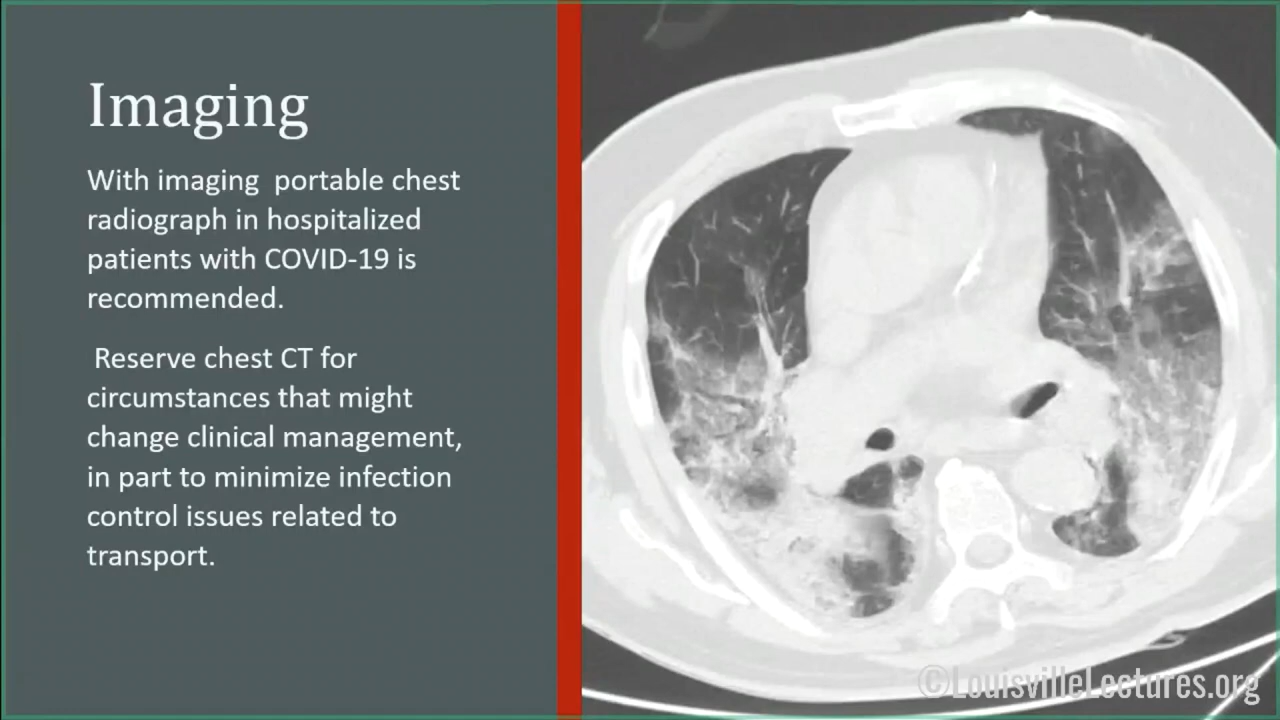 Imaging
With imaging  portable chest
radiograph in hospitalized
patients with COVID-19 is
recommended.
Reserve chest CT for
circumstances that might
change clinical management,
in part to minimize infection
control issues related to
transport.
©LouisvilleLectures.org